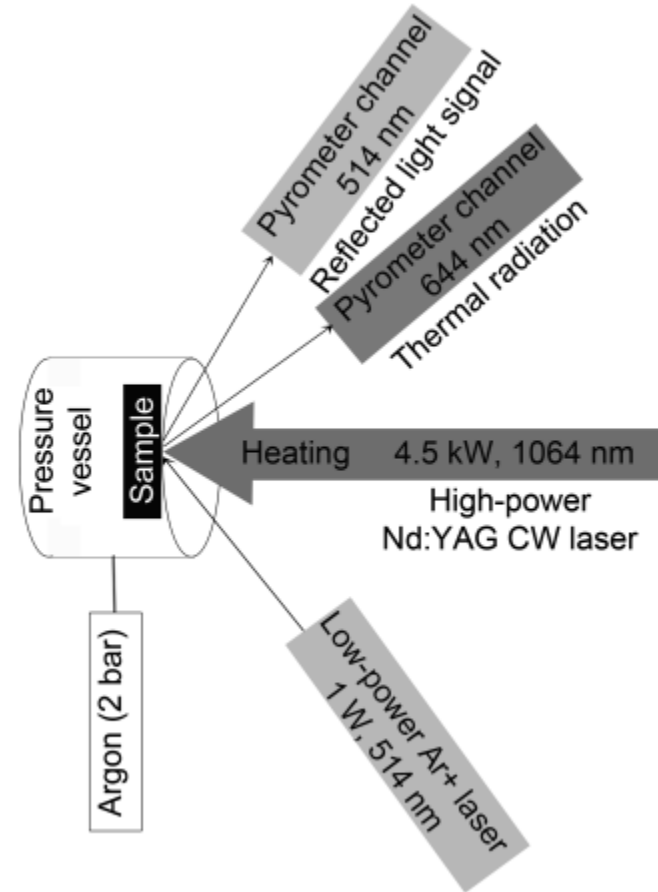 Pyrometer channel
514 nm
Reflected light signal
Pyrometer channel
644 nm
Thermal radiation
Pressure
vessel
Sample
Heating 4.5 kW, 1064 nm
High-power
Nd:YAG CW laser
Low-power Ar+ laser
1 W, 514 nm
Argon (2 bar)